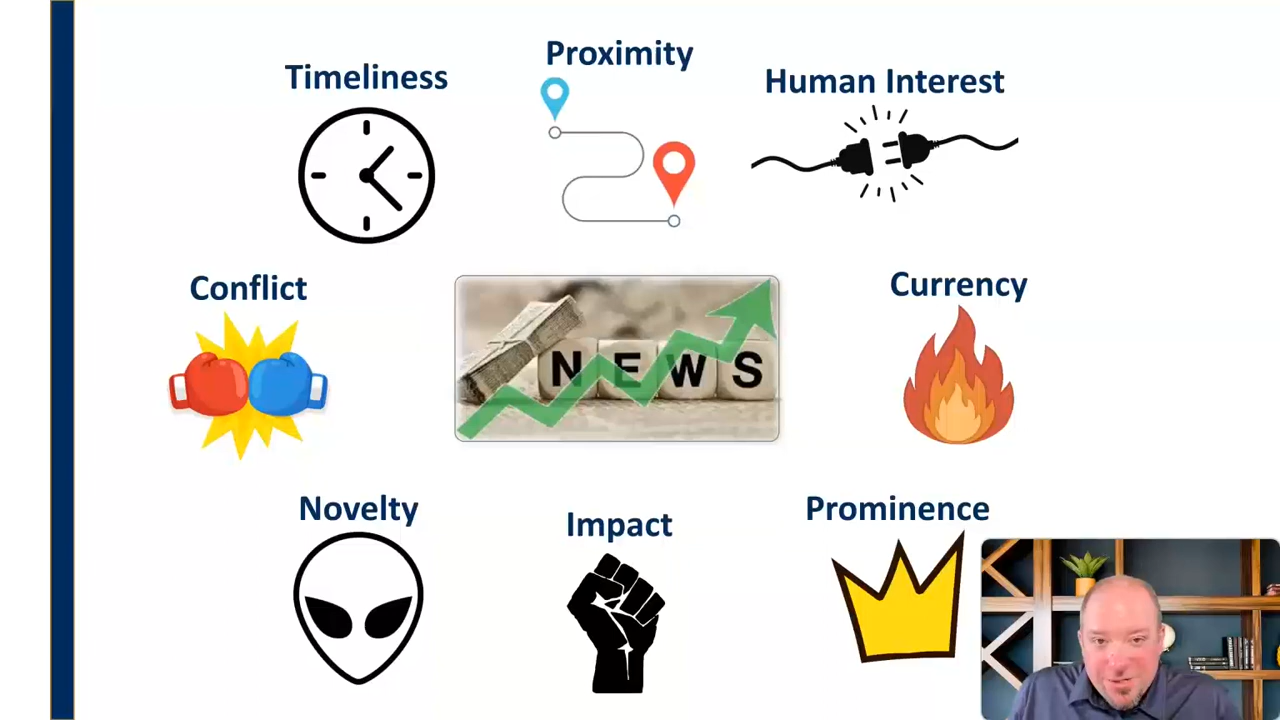 Timeliness
Proximity
Human Interest
Conflict
NEWS
Currency
Novelty
Impact
Prominence